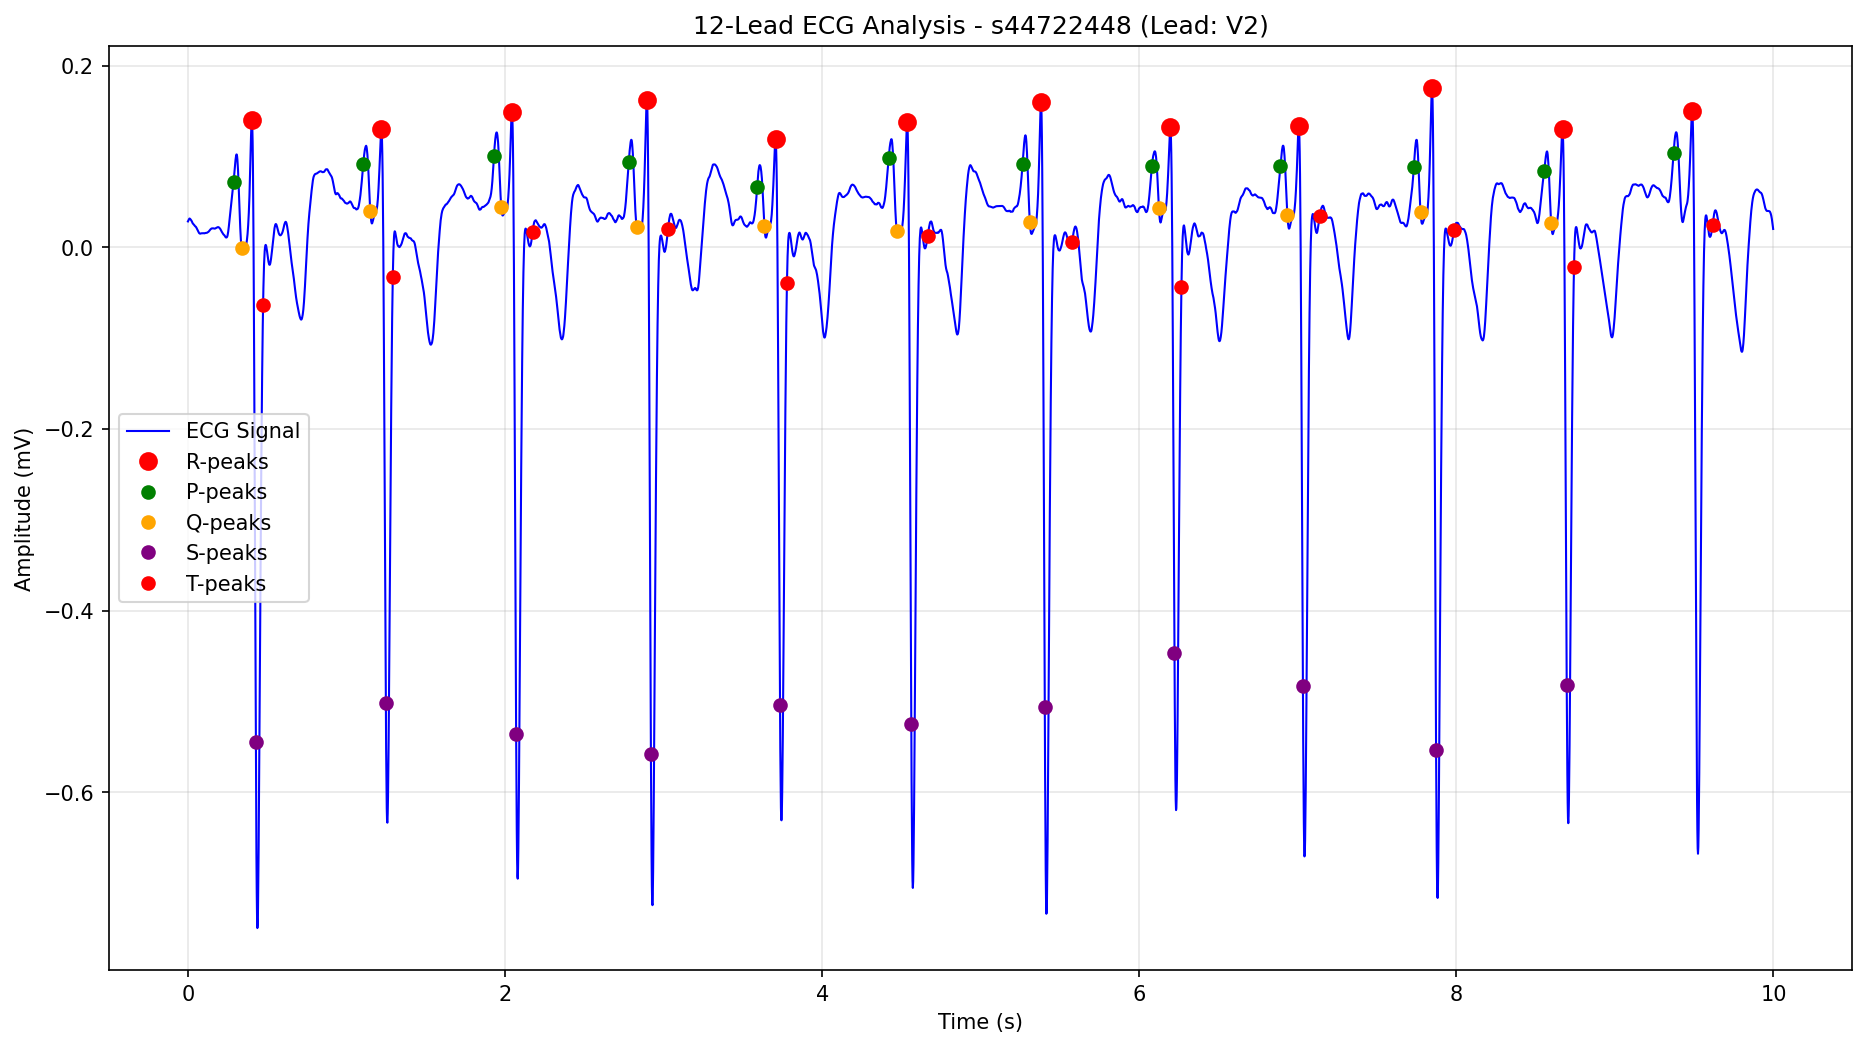 12-Lead ECG Analysis - s44722448 (Lead: V2)
Amplitude (mV)
0.2
0.0
−0.2
−0.4
−0.6
ECG Signal
R-peaks
P-peaks
Q-peaks
S-peaks
T-peaks
0 2 4 6 8 10
Time (s)